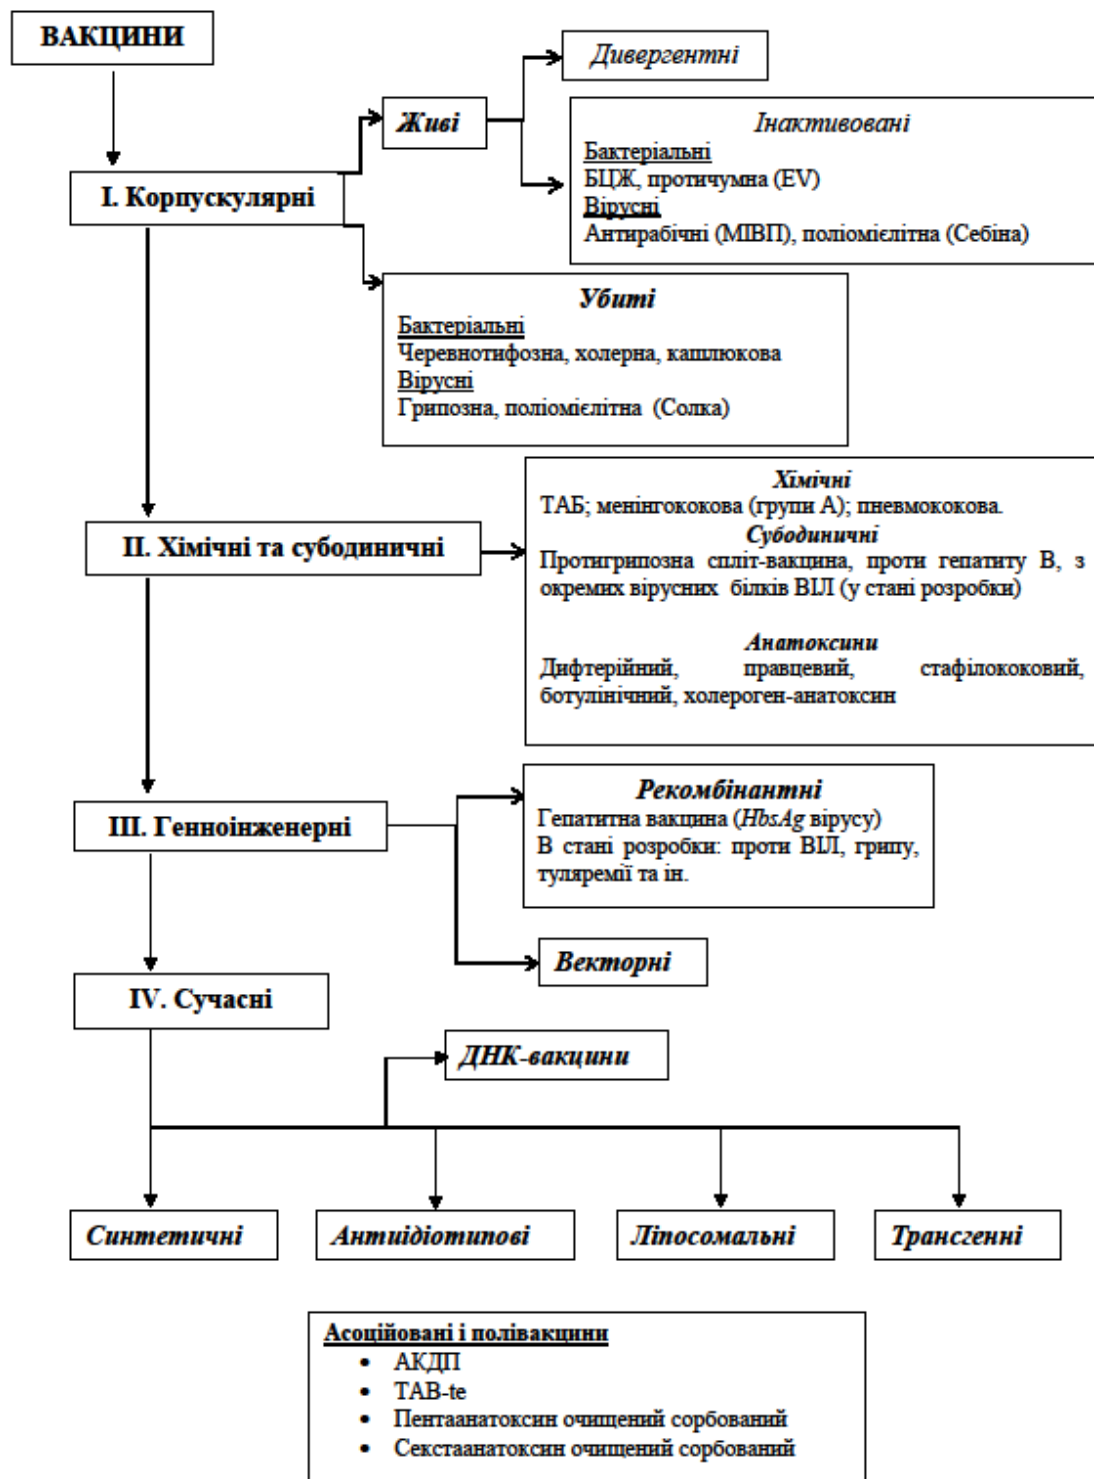 ВАКЦИНИ
Дивергентні
Живі
Інактивовані
Бактеріальні
БЦЖ, протичумна (EV)
Вірусні
Антирабічні (МІВП), поліомієлітна (Себіна)
І. Корпускулярні
Убиті
Бактеріальні
Черевнотифозна, холерна, кашлюкова
Вірусні
Грипозна, поліомієлітна (Солка)
Хімічні
ТАБ; менінгококова (групи А); пневмококова.
Субодиничні
Протигрипозна спліт-вакцина, проти гепатиту В, з
окремих вірусних білків ВІЛ (у стані розробки)
Анатоксини
Дифтерійний, правцевий, стафілококовий,
ботулінічний, холероген-анатоксин
ІІ. Хімічні та субодиничні
Рекомбінантні
Гепатитна вакцина (HbsAg вірусу)
В стані розробки: проти ВІЛ, грипу,
туляремії та ін.
ІІІ. Генноінженерні
Векторні
IV. Сучасні
ДНК-вакцини
Синтетичні
Антиідіотипові
Ліпосомальні
Трансгенні
Асоційовані і полівакцини
• АКДП
• ТАВ-te
• Пентаанатоксин очищений сорбований
• Секстаанатоксин очищений сорбований